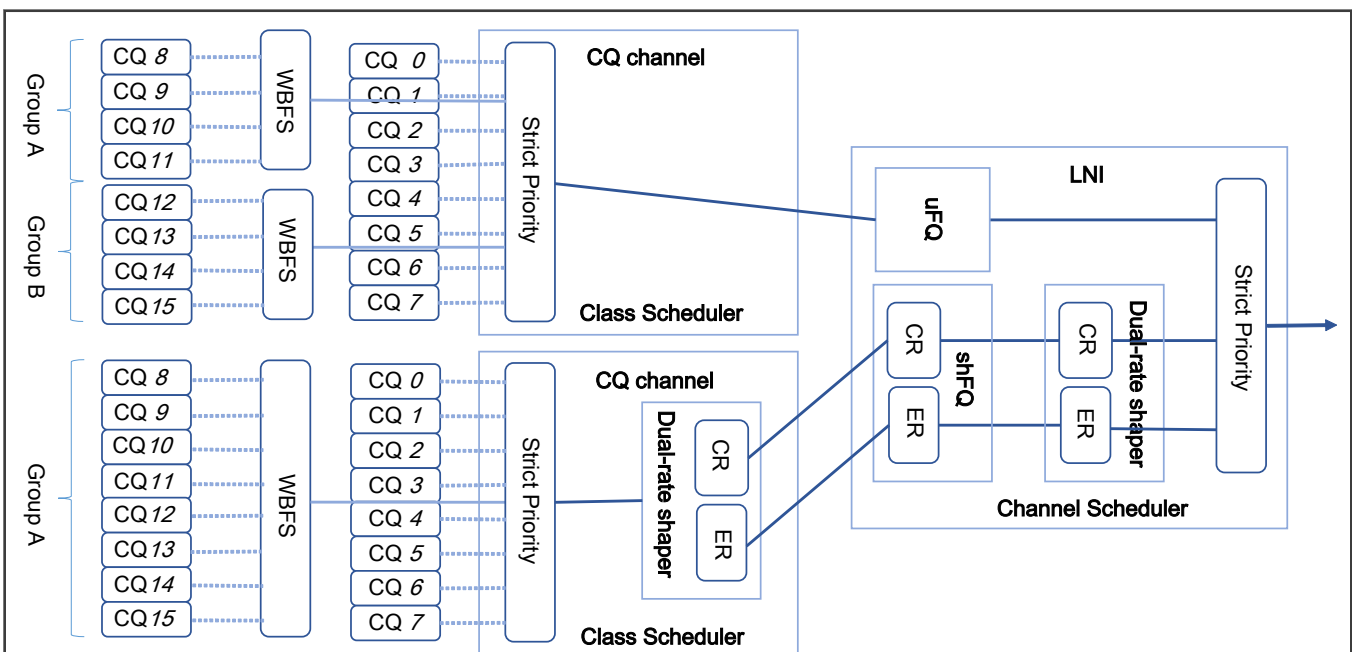 Group A
CQ 8
CQ 9
CQ 10
CQ 11
WBFS
Group B
CQ 12
CQ 13
CQ 14
CQ 15
WBFS
CQ 0
CQ 1
CQ 2
CQ 3
CQ 4
CQ 5
CQ 6
CQ 7
CQ channel
Strict Priority
Class Scheduler
Group A
CQ 8
CQ 9
CQ 10
CQ 11
CQ 12
CQ 13
CQ 14
CQ 15
WBFS
CQ 0
CQ 1
CQ 2
CQ 3
CQ 4
CQ 5
CQ 6
CQ 7
CQ channel
Strict Priority
Dual-rate shaper
CR
ER
Class Scheduler
LNI
uFQ
CR
ER
shFQ
CR
ER
Dual-rate shaper
Strict Priority
Channel Scheduler